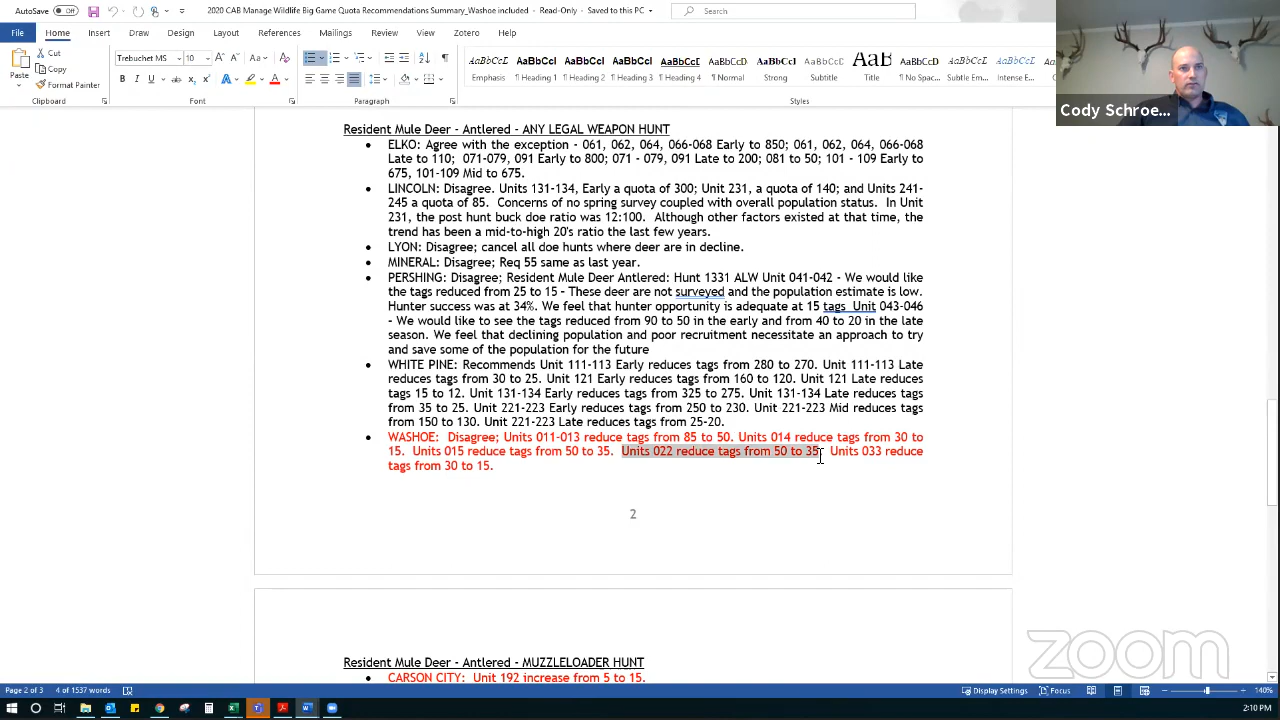 AutoSave Off 2020 CAB Manage Wildlife Big Game Quota Recommendations Summary_Washoe included - Read-Only - Saved to this PC Search
File Home Insert Draw Design Layout References Mailings Review View Zotero Help
Cut
Copy
Format Painter
Paste
Clipboard
Trebuchet MS 10
Font
Paragraph
AaBbCcI AaBbCcI AaBbCcI AaBbCcI AaBbCcD AaBbCcI AaBbCcD AaB AaBbCcD AaBbCcI AaBbCcI
Emphasis ¶ Heading 1 ¶ Heading 2 ¶ Heading 3 ¶ Heading 4 ¶ Normal Strong Subtitle Title ¶ No Spac... Subtle Em... Intense E...
Styles
Cody Schroe...
Resident Mule Deer - Antlered - ANY LEGAL WEAPON HUNT
• ELKO: Agree with the exception - 061, 062, 064, 066-068 Early to 850; 061, 062, 064, 066-068
Late to 110; 071-079, 091 Early to 800; 071 - 079, 091 Late to 200; 081 to 50; 101 - 109 Early to
675, 101-109 Mid to 675.
• LINCOLN: Disagree. Units 131-134, Early a quota of 300; Unit 231, a quota of 140; and Units 241-
245 a quota of 85. Concerns of no spring survey coupled with overall population status. In Unit
231, the post hunt buck doe ratio was 12:100. Although other factors existed at that time, the
trend has been a mid-to-high 20's ratio the last few years.
• LYON: Disagree; cancel all doe hunts where deer are in decline.
• MINERAL: Disagree; Req 55 same as last year.
• PERSHING: Disagree; Resident Mule Deer Antlered: Hunt 1331 ALW Unit 041-042 - We would like
the tags reduced from 25 to 15 - These deer are not surveyed and the population estimate is low.
Hunter success was at 34%. We feel that hunter opportunity is adequate at 15 tags Unit 043-046
- We would like to see the tags reduced from 90 to 50 in the early and from 40 to 20 in the late
season. We feel that declining population and poor recruitment necessitate an approach to try
and save some of the population for the future
• WHITE PINE: Recommends Unit 111-113 Early reduces tags from 280 to 270. Unit 111-113 Late
reduces tags from 30 to 25. Unit 121 Early reduces tags from 160 to 120. Unit 121 Late reduces
tags 15 to 12. Unit 131-134 Early reduces tags from 325 to 275. Unit 131-134 Late reduces tags
from 35 to 25. Unit 221-223 Early reduces tags from 250 to 230. Unit 221-223 Mid reduces tags
from 150 to 130. Unit 221-223 Late reduces tags from 25-20.
• WASHOE: Disagree; Units 011-013 reduce tags from 85 to 50. Units 014 reduce tags from 30 to
15. Units 015 reduce tags from 50 to 35. Units 022 reduce tags from 50 to 35. Units 033 reduce
tags from 30 to 15.
2
Resident Mule Deer - Antlered - MUZZLELOADER HUNT
• CARSON CITY: Unit 192 increase from 5 to 15.
zoom
Page 2 of 3 4 of 1537 words Display Settings Focus 140%
2:10 PM